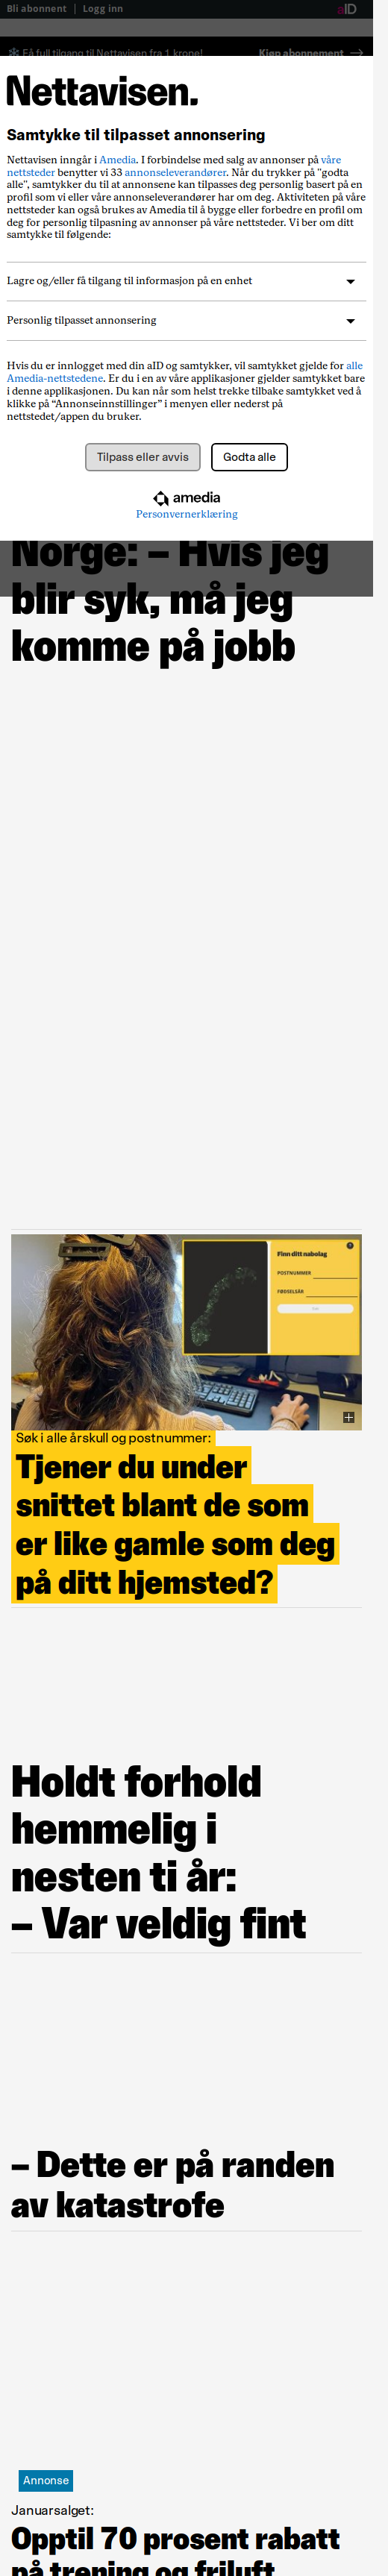 Bli abonnent | Logg inn aID
Få full tilgang til Nettavisen fra 1 krone! Kjøp abonnement →
Nettavisen.
Samtykke til tilpasset annonsering
Nettavisen inngår i Amedia. I forbindelse med salg av annonser på våre
nettsteder benytter vi 33 annonseleverandører. Når du trykker på "godta
alle", samtykker du til at annonsene kan tilpasses deg personlig basert på en
profil som vi eller våre annonseleverandører har om deg. Aktiviteten på våre
nettsteder kan også brukes av Amedia til å bygge eller forbedre en profil om
deg for personlig tilpasning av annonser på våre nettsteder. Vi ber om ditt
samtykke til følgende:
Lagre og/eller få tilgang til informasjon på en enhet
Personlig tilpasset annonsering
Hvis du er innlogget med din aID og samtykker, vil samtykket gjelde for alle
Amedia-nettstedene. Er du i en av våre applikasjoner gjelder samtykket bare
i denne applikasjonen. Du kan når som helst trekke tilbake samtykket ved å
klikke på “Annonseinnstillinger” i menyen eller nederst på
nettstedet/appen du bruker.
Tilpass eller avvis Godta alle
amedia
Personvernerklæring
Norge: – Hvis jeg
blir syk, må jeg
komme på jobb
Finn ditt nabolag
POSTNUMMER
FØDSELSÅR
Søk i alle årskull og postnummer:
Tjener du under
snittet blant de som
er like gamle som deg
på ditt hjemsted?
Holdt forhold
hemmelig i
nesten ti år:
– Var veldig fint
– Dette er på randen
av katastrofe
Annonse
Januarsalget:
Opptil 70 prosent rabatt
på trening og friluft